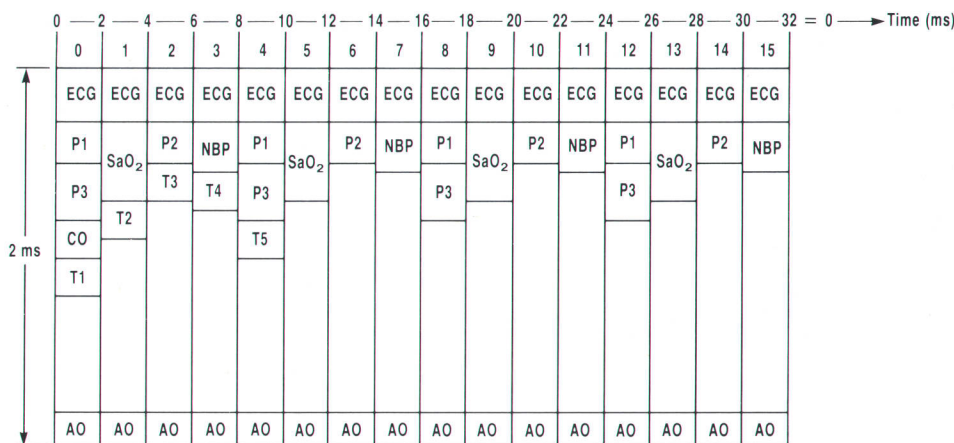 0 — 2 — 4 — 6 — 8 — 10 — 12 — 14 — 16 — 18 — 20 — 22 — 24 — 26 — 28 — 30 — 32 = 0 → Time (ms)
0 1 2 3 4 5 6 7 8 9 10 11 12 13 14 15
ECG ECG ECG ECG ECG ECG ECG ECG ECG ECG ECG ECG ECG ECG ECG ECG
P1 SaO₂ P2 NBP P1 SaO₂ P2 NBP P1 SaO₂ P2 NBP P1 SaO₂ P2 NBP
P3 T3 T4 P3 P3 P3
CO T2 T5
T1
2 ms
AO AO AO AO AO AO AO AO AO AO AO AO AO AO AO AO